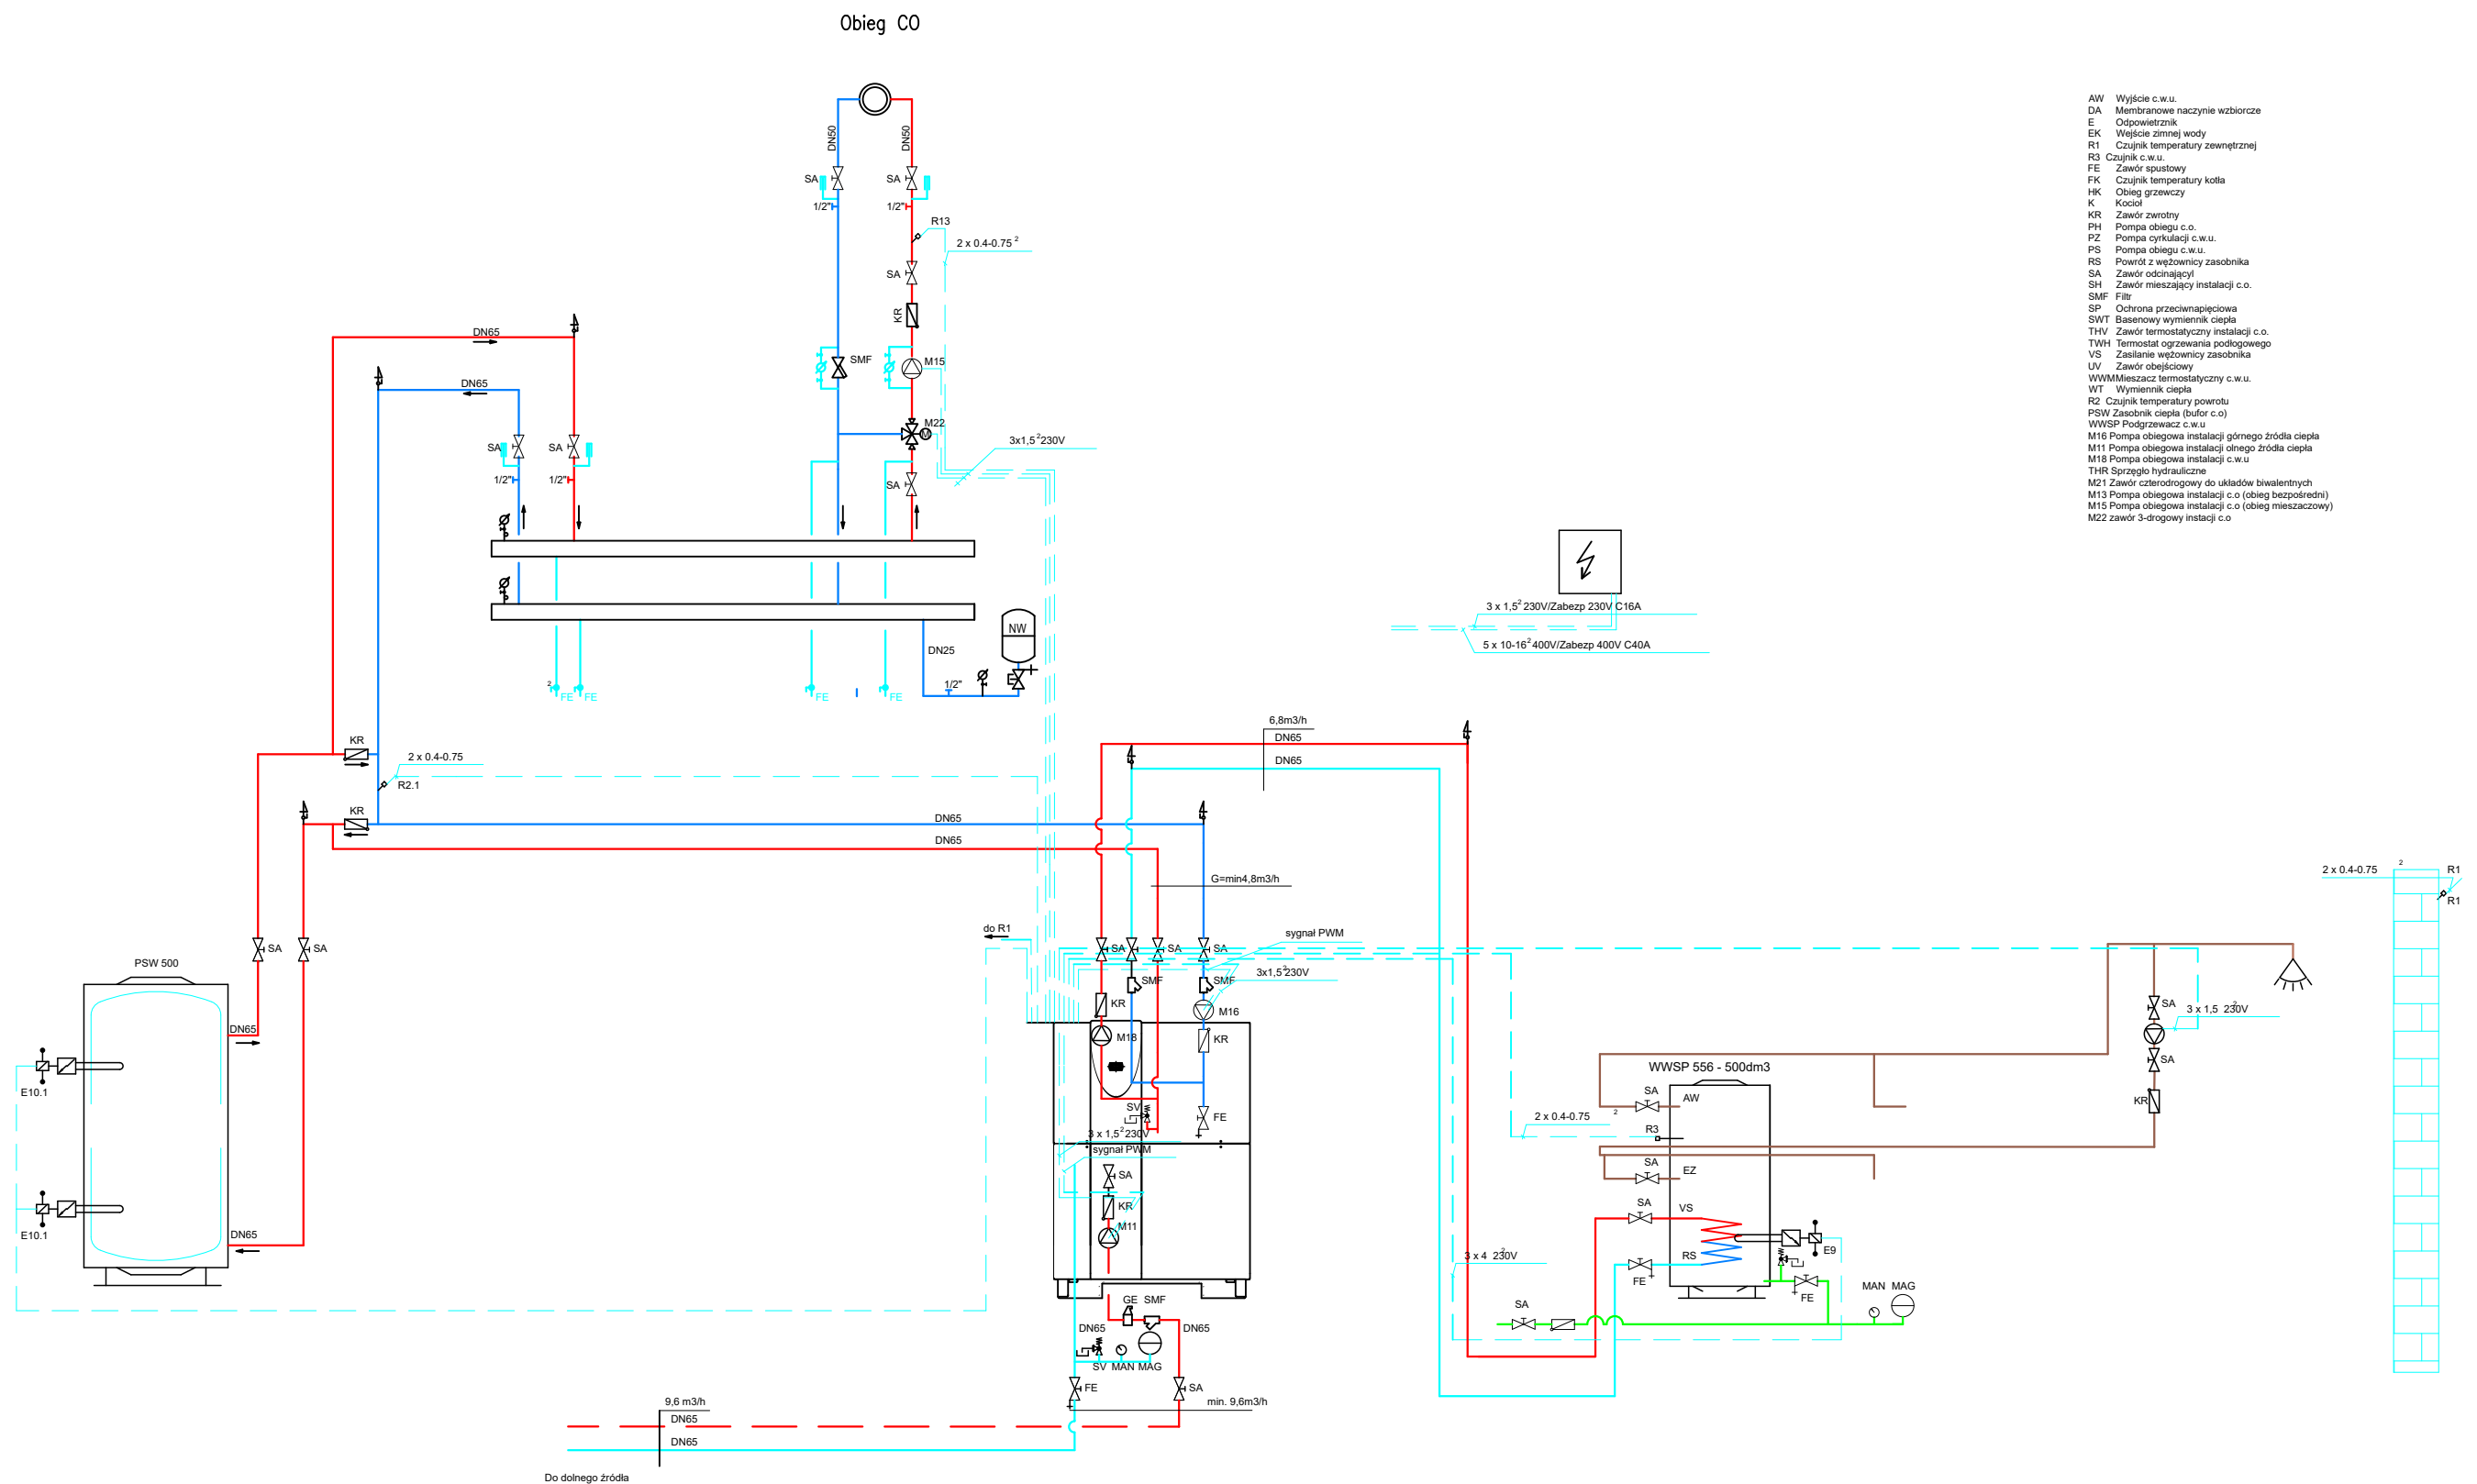 Obieg CO
AW Wyjście c.w.u.
DA Membranowe naczynie wzbiorcze
E Odpowietrznik
EK Wejście zimnej wody
R1 Czujnik temperatury zewnętrznej
R3 Czujnik c.w.u.
FE Zawór spustowy
FK Czujnik temperatury kotła
HK Obieg grzewczy
K Kocioł
KR Zawór zwrotny
PH Pompa obiegu c.o.
PZ Pompa cyrkulacji c.w.u.
PS Pompa obiegu c.w.u.
RS Powrót z wężownicy zasobnika
SA Zawór odcinającyl
SH Zawór mieszający instalacji c.o.
SMF Filtr
SP Ochrona przeciwnapięciowa
SWT Basenowy wymiennik ciepła
THV Zawór termostatyczny instalacji c.o.
TWH Termostat ogrzewania podłogowego
VS Zasilanie wężownicy zasobnika
UV Zawór obejściowy
WWMMieszacz termostatyczny c.w.u.
WT Wymiennik ciepła
R2 Czujnik temperatury powrotu
PSW Zasobnik ciepła (bufor c.o)
WWSP Podgrzewacz c.w.u
M16 Pompa obiegowa instalacji górnego źródła ciepła
M11 Pompa obiegowa instalacji olnego źródła ciepła
M18 Pompa obiegowa instalacji c.w.u
THR Sprzęgło hydrauliczne
M21 Zawór czterodrogowy do układów biwalentnych
M13 Pompa obiegowa instalacji c.o (obieg bezpośredni)
M15 Pompa obiegowa instalacji c.o (obieg mieszaczowy)
M22 zawór 3-drogowy instacji c.o
DN50
DN50
SA
SA
1/2"
1/2"
R13
2 x 0.4-0.75 2
SA
KR
DN65
SMF
M15
DN65
M22
M
SA
SA
3x1,5 2 230V
1/2"
1/2"
SA
3 x 1,5 2 230V/Zabezp 230V C16A
NW
5 x 10-16 2 400V/Zabezp 400V C40A
DN25
2
FE
FE
FE
FE
1/2"
6,8m3/h
DN65
KR
2 x 0.4-0.75
DN65
R2.1
KR
DN65
DN65
G=min4,8m3/h
2 x 0.4-0.75
2
R1
R1
do R1
sygnał PWM
SA
SA
SA
SA
SA
PSW 500
3x1,5 2 230V
SMF
SMF
KR
M16
SA
3 x 1,5 2 230V
DN65
M18
KR
SA
WWSP 556 - 500dm3
E10.1
SA
AW
KR
SV
FE
2 x 0.4-0.75
2
3 x 1,5 2 230V
R3
sygnał PWM
SA
SA
EZ
KR
SA
VS
E10.1
DN65
M11
3 x 4 2 230V
RS
E9
FE
FE
MAN MAG
GE SMF
SA
DN65
DN65
SV MAN MAG
FE
SA
9,6 m3/h
min. 9,6m3/h
DN65
DN65
Do dolnego źródła